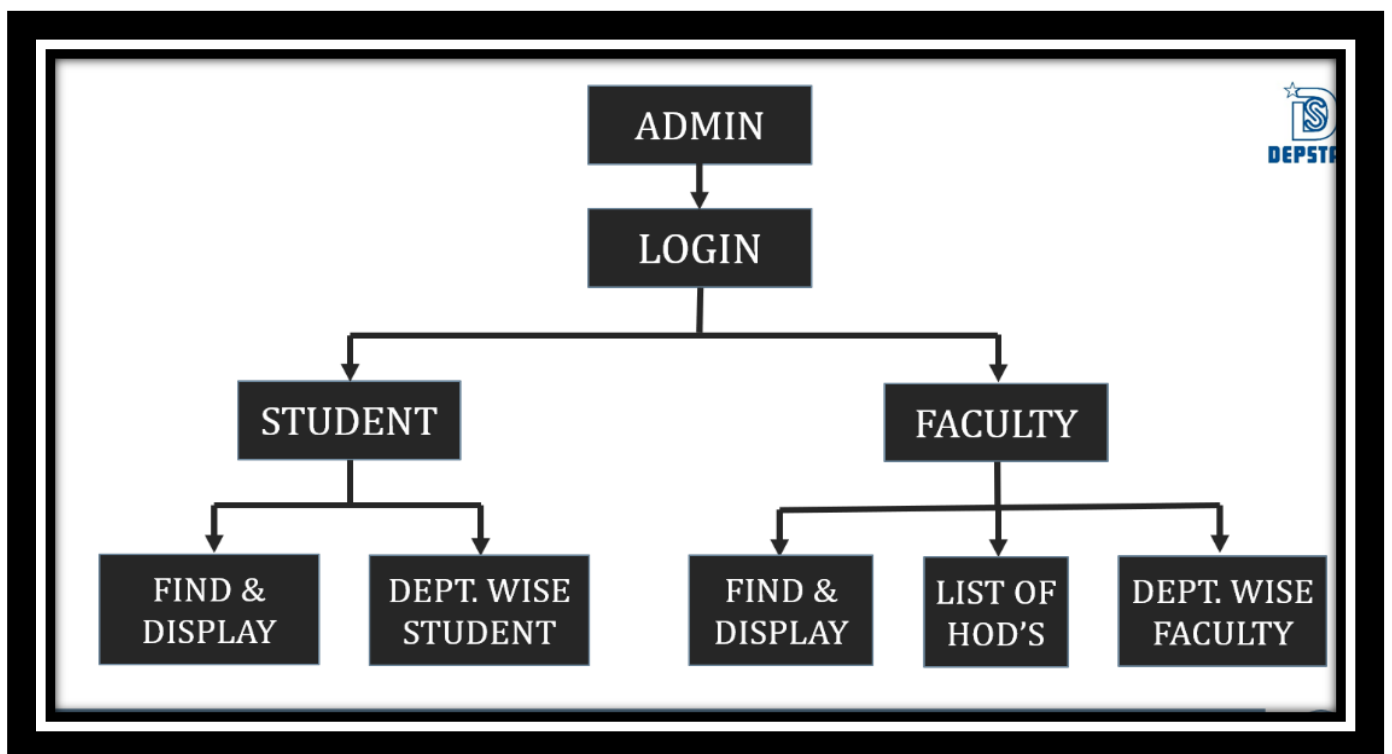 ADMIN
DEPSTA
LOGIN
STUDENT
FACULTY
FIND &
DISPLAY
DEPT. WISE
STUDENT
FIND &
DISPLAY
LIST OF
HOD'S
DEPT. WISE
FACULTY